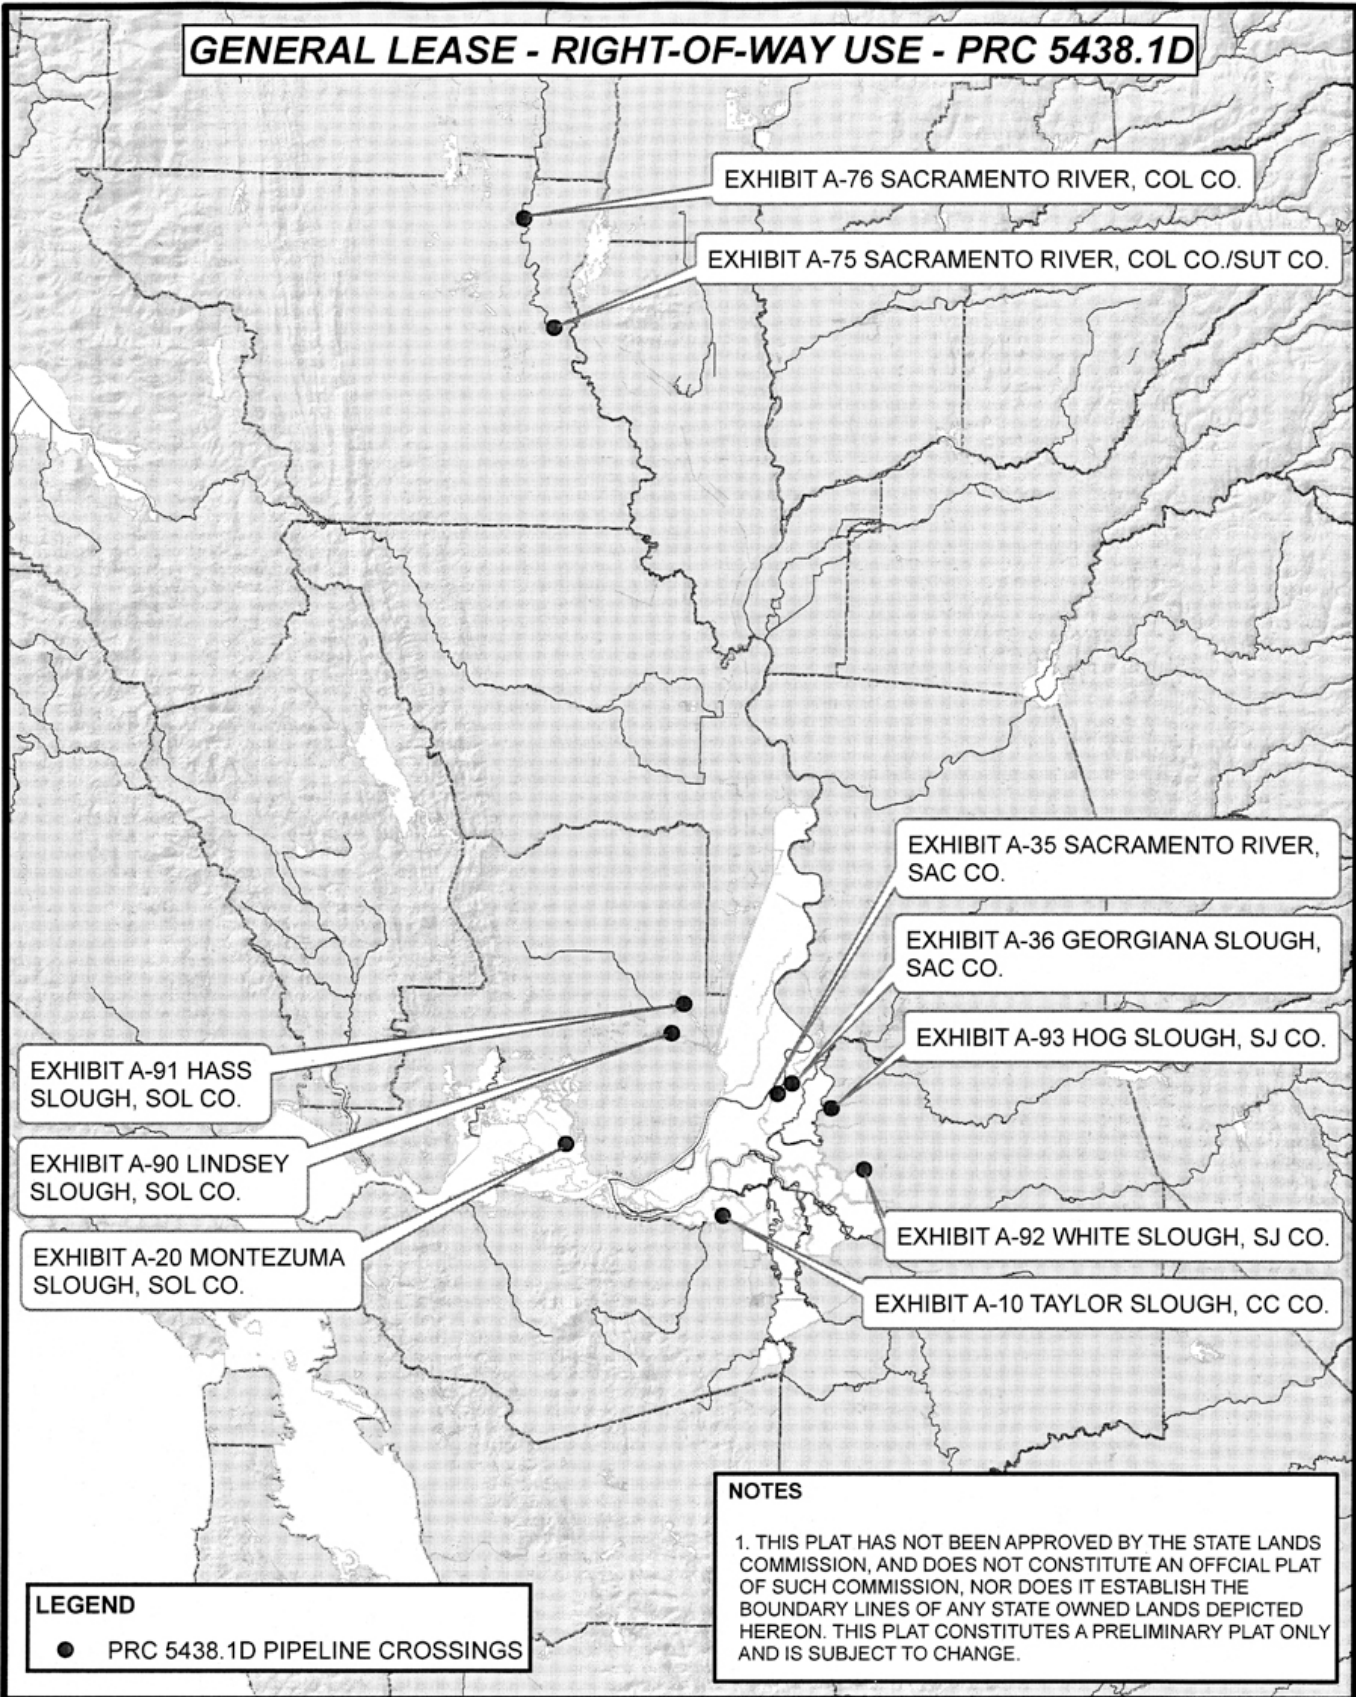 GENERAL LEASE - RIGHT-OF-WAY USE - PRC 5438.1D
EXHIBIT A-76 SACRAMENTO RIVER, COL CO.
EXHIBIT A-75 SACRAMENTO RIVER, COL CO./SUT CO.
EXHIBIT A-35 SACRAMENTO RIVER,
SAC CO.
EXHIBIT A-36 GEORGIANA SLOUGH,
SAC CO.
EXHIBIT A-93 HOG SLOUGH, SJ CO.
EXHIBIT A-91 HASS
SLOUGH, SOL CO.
EXHIBIT A-90 LINDSEY
SLOUGH, SOL CO.
EXHIBIT A-20 MONTEZUMA
SLOUGH, SOL CO.
EXHIBIT A-92 WHITE SLOUGH, SJ CO.
EXHIBIT A-10 TAYLOR SLOUGH, CC CO.
NOTES
1. THIS PLAT HAS NOT BEEN APPROVED BY THE STATE LANDS
COMMISSION, AND DOES NOT CONSTITUTE AN OFFCIAL PLAT
OF SUCH COMMISSION, NOR DOES IT ESTABLISH THE
BOUNDARY LINES OF ANY STATE OWNED LANDS DEPICTED
HEREON. THIS PLAT CONSTITUTES A PRELIMINARY PLAT ONLY
AND IS SUBJECT TO CHANGE.
LEGEND
PRC 5438.1D PIPELINE CROSSINGS